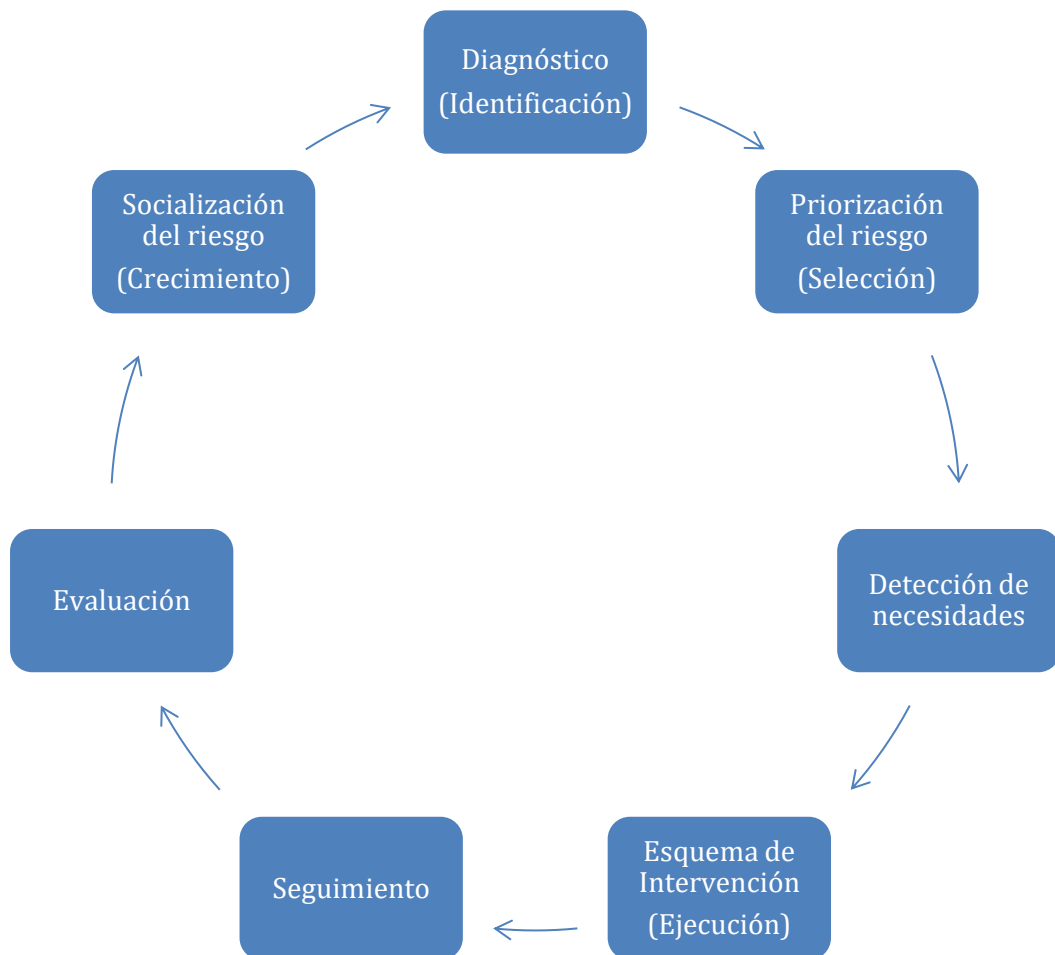 Diagnóstico
(Identificación)
Priorización
del riesgo
(Selección)
Detección de
necesidades
Esquema de
Intervención
(Ejecución)
Seguimiento
Evaluación
Socialización
del riesgo
(Crecimiento)